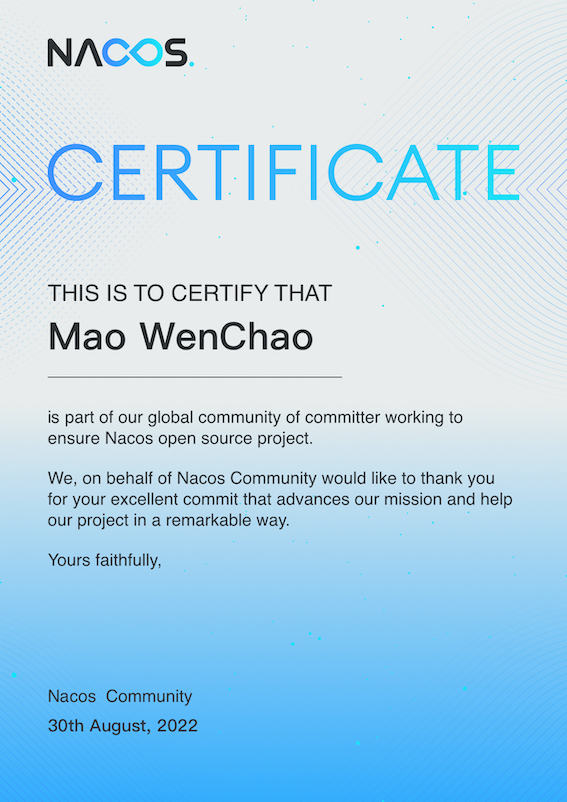 NACOS.
CERTIFICATE
THIS IS TO CERTIFY THAT
Mao WenChao
is part of our global community of committer working to
ensure Nacos open source project.
We, on behalf of Nacos Community would like to thank you
for your excellent commit that advances our mission and help
our project in a remarkable way.
Yours faithfully,
Nacos Community
30th August, 2022